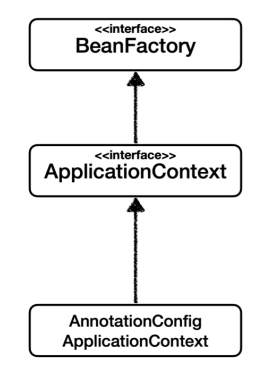 <<interface>>
BeanFactory
<<interface>>
ApplicationContext
AnnotationConfig
ApplicationContext